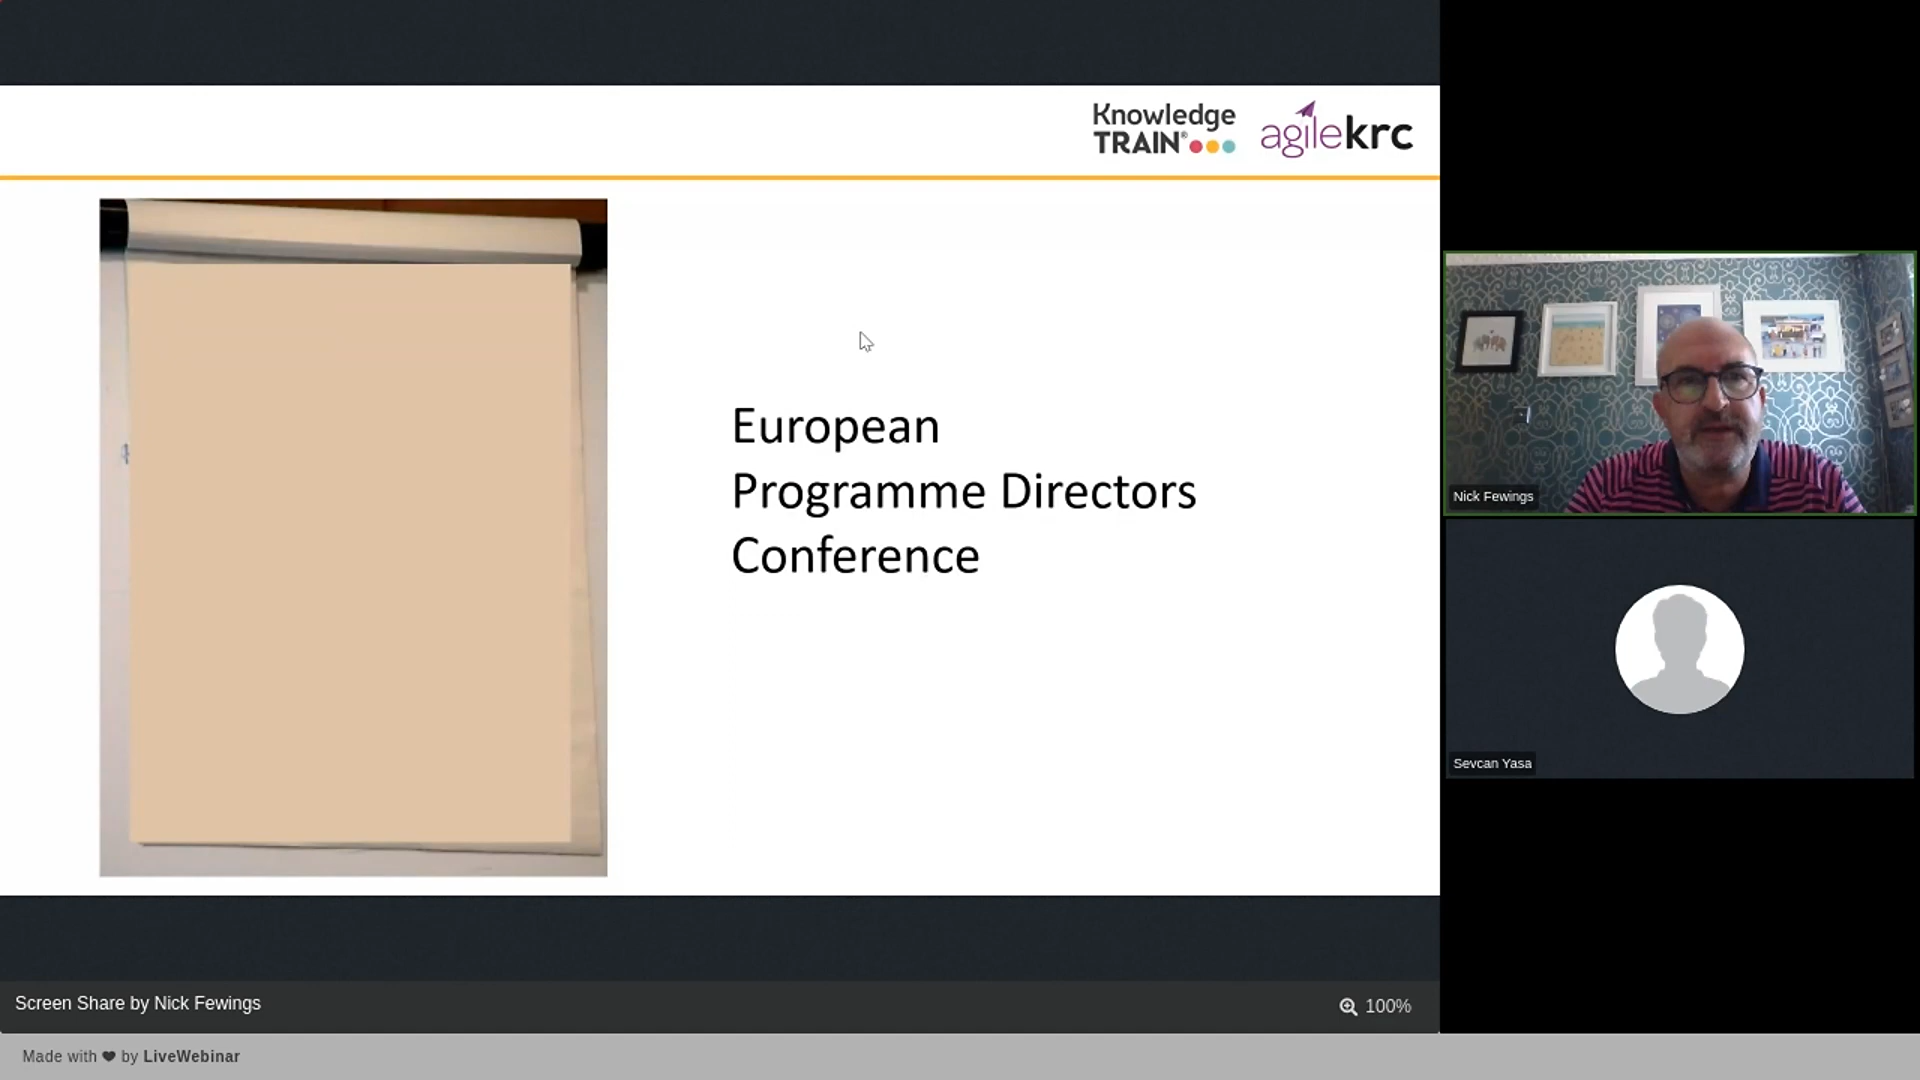 Knowledge
TRAIN®
agilekrc
European
Programme Directors
Conference
Nick Fewings
Sevcan Yasa
Screen Share by Nick Fewings
100%
Made with ❤ by LiveWebinar